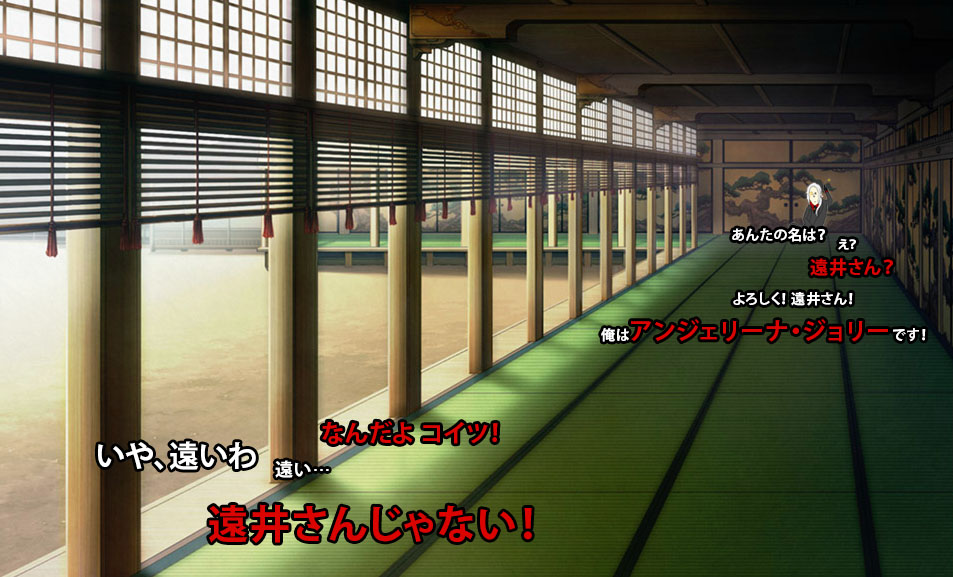 あんたの名は?
え?
遠井さん?
よろしく! 遠井さん!
俺はアンジェリーナ・ジョリーです!
なんだよ コイツ!
いや、遠いわ
遠い…
遠井さんじゃない!